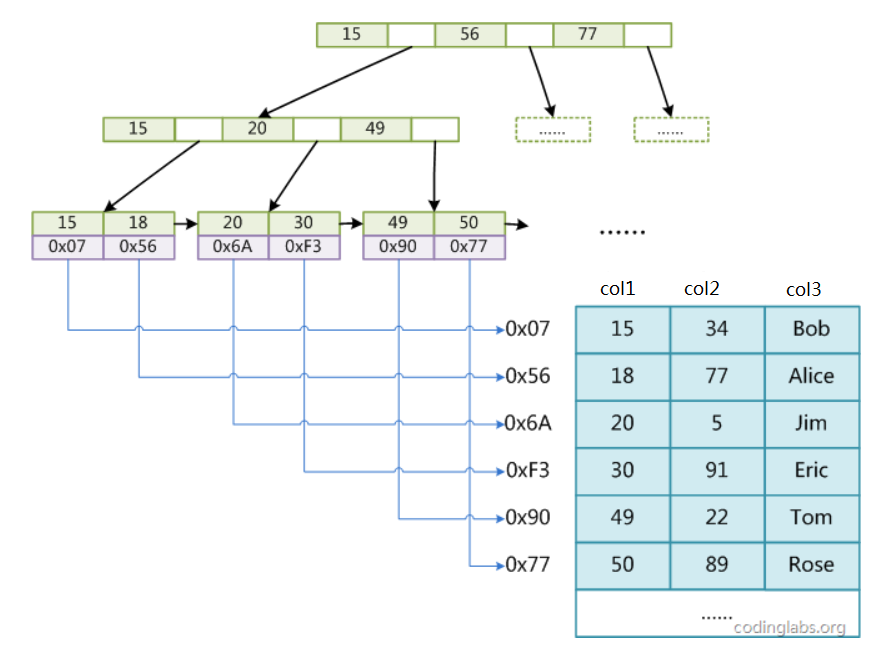 15 56 77
15 20 49 ...... ......
15 18 20 30 49 50
0x07 0x56 0x6A 0xF3 0x90 0x77 ......
col1 col2 col3
0x07 15 34 Bob
0x56 18 77 Alice
0x6A 20 5 Jim
0xF3 30 91 Eric
0x90 49 22 Tom
0x77 50 89 Rose
......
codinglabs.org